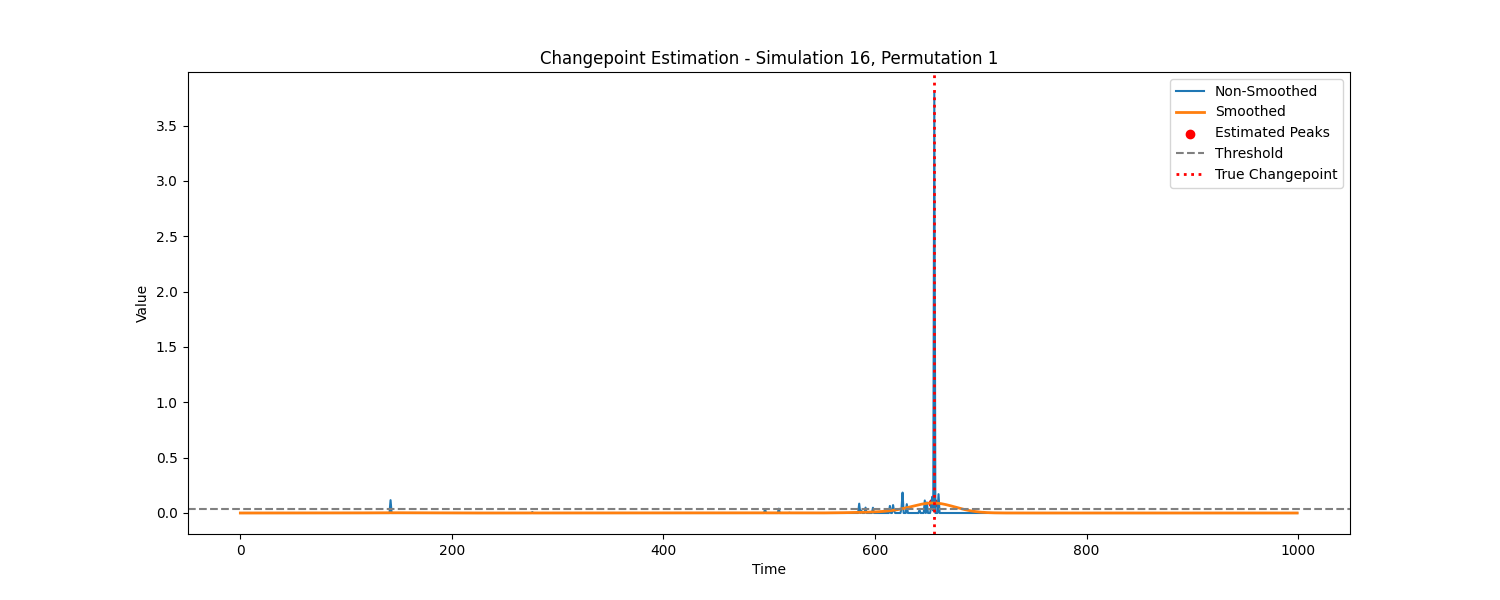 Changepoint Estimation - Simulation 16, Permutation 1
Value
3.5
3.0
2.5
2.0
1.5
1.0
0.5
0.0
Non-Smoothed
Smoothed
Estimated Peaks
Threshold
True Changepoint
0 200 400 600 800 1000
Time